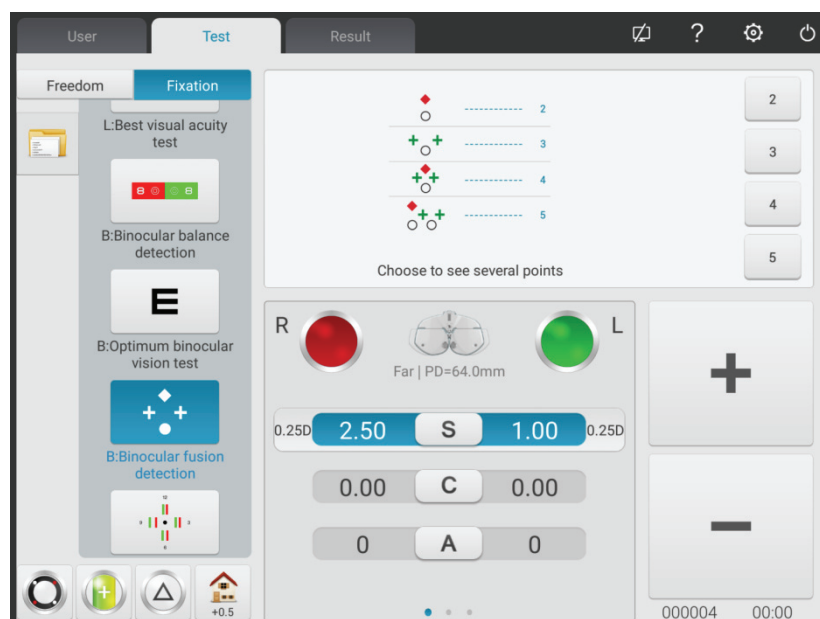 User Test Result ?
Freedom Fixation
L:Best visual acuity
test
B:Binocular balance
detection
E
B:Optimum binocular
vision test
B:Binocular fusion
detection
+0.5
2
3
4
5
Choose to see several points
2
3
4
5
R L
Far | PD=64.0mm
0.25D 2.50 S 1.00 0.25D
0.00 C 0.00
0 A 0
+
−
000004 00:00